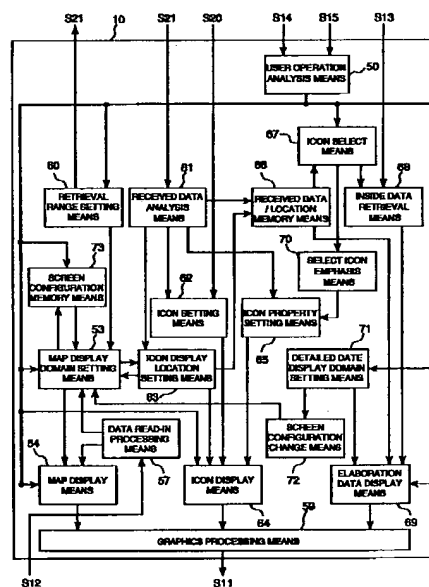 S21 10 S21 S20 S14 S15 S13
USER OPERATION
ANALYSIS MEANS
50
67
ICON SELECT
MEANS
60
61
66
68
RETRIEVAL
RANGE SETTING
MEANS
RECEIVED DATA
ANALYSIS MEANS
RECEIVED DATA
/ LOCATION
MEMORY MEANS
INSIDE DATA
RETRIEVAL
MEANS
73
70
SCREEN
CONFIGURATION
MEMORY MEANS
62
SELECT ICON
EMPHASIS
MEANS
53
ICON SETTING
MEANS
ICON PROPERTY
SETTING MEANS
65
71
MAP DISPLAY
DOMAIN SETTING
MEANS
ICON DISPLAY
LOCATION
SETTING MEANS
63
DETAILED DATE
DISPLAY DOMAIN
SETTING MEANS
54
DATA READ-IN
PROCESSING
MEANS
57
SCREEN
CONFIGURATION
CHANGE MEANS
72
MAP DISPLAY
MEANS
ICON DISPLAY
MEANS
64
ELABORATION
DATA DISPLAY
MEANS
69
59
GRAPHICS PROCESSING MEANS
S12 S11